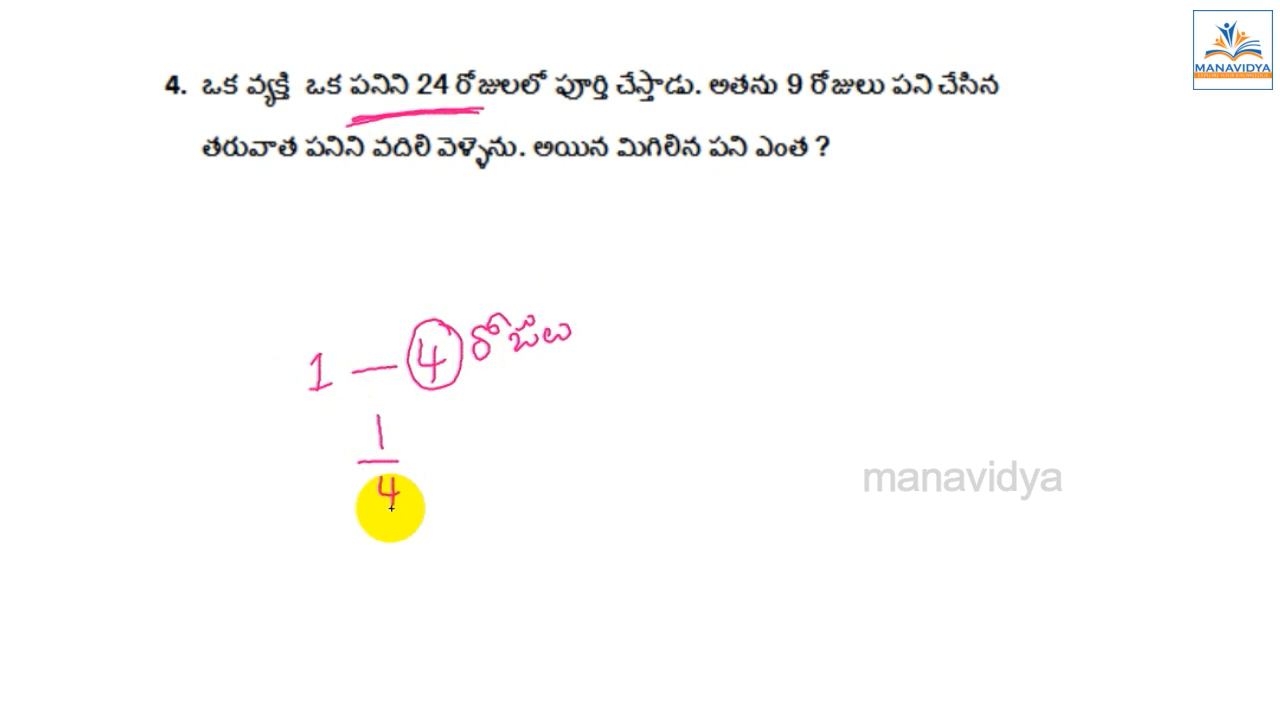 MANAVIDYA
4. ఒక వ్యక్తి ఒక పనిని 24 రోజులలో పూర్తి చేస్తాడు. అతను 9 రోజులు పని చేసిన
తరువాత పనిని వదిలి వెళ్ళెను. అయిన మిగిలిన పని ఎంత ?
1 — 4 రోజులు
1
4
manavidya